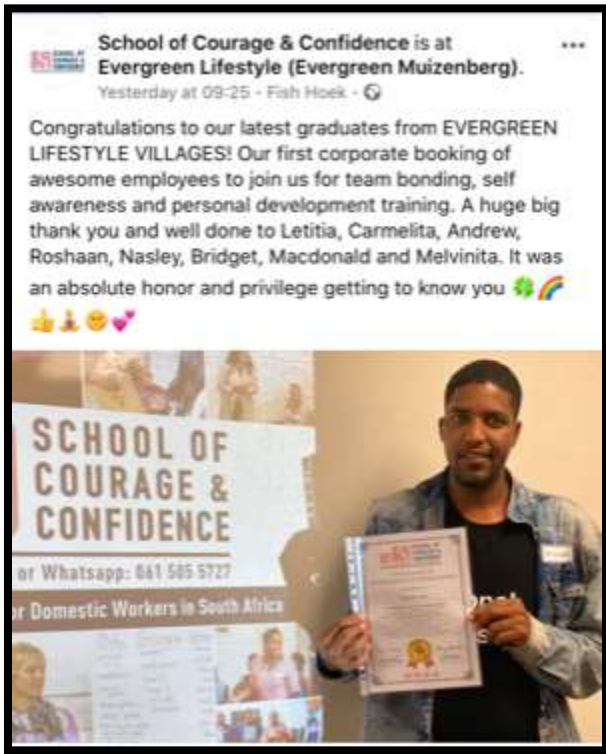 School of Courage & Confidence is at
Evergreen Lifestyle (Evergreen Muizenberg).
Yesterday at 09:25 - Fish Hoek -
Congratulations to our latest graduates from EVERGREEN
LIFESTYLE VILLAGES! Our first corporate booking of
awesome employees to join us for team bonding, self
awareness and personal development training. A huge big
thank you and well done to Letitia, Carmelita, Andrew,
Roshaan, Nasley, Bridget, Macdonald and Melvinita. It was
an absolute honor and privilege getting to know you 🍀🌈
👍🧘😊💕
SCHOOL OF
COURAGE &
CONFIDENCE
or Whatsapp: 061 505 5727
or Domestic Workers in South Africa